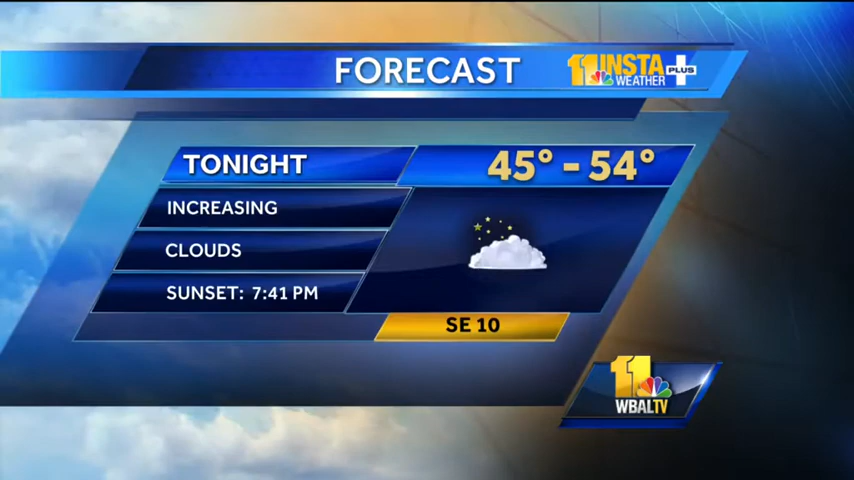 FORECAST
11 INSTA WEATHER PLUS
TONIGHT
45° - 54°
INCREASING
CLOUDS
SUNSET: 7:41 PM
SE 10
11
WBALTV